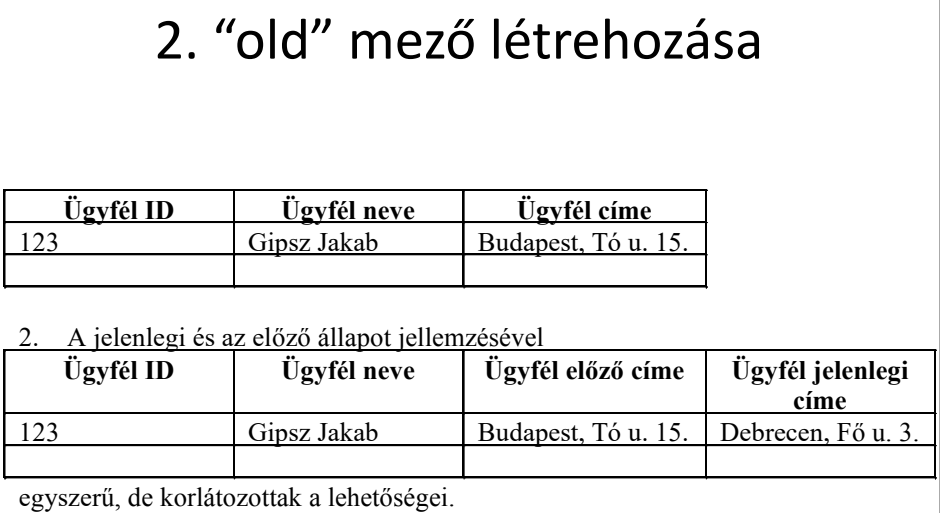 2. “old” mező létrehozása
Ügyfél ID Ügyfél neve Ügyfél címe
123 Gipsz Jakab Budapest, Tó u. 15.
2. A jelenlegi és az előző állapot jellemzésével
Ügyfél ID Ügyfél neve Ügyfél előző címe Ügyfél jelenlegi
címe
123 Gipsz Jakab Budapest, Tó u. 15. Debrecen, Fő u. 3.
egyszerű, de korlátozottak a lehetőségei.